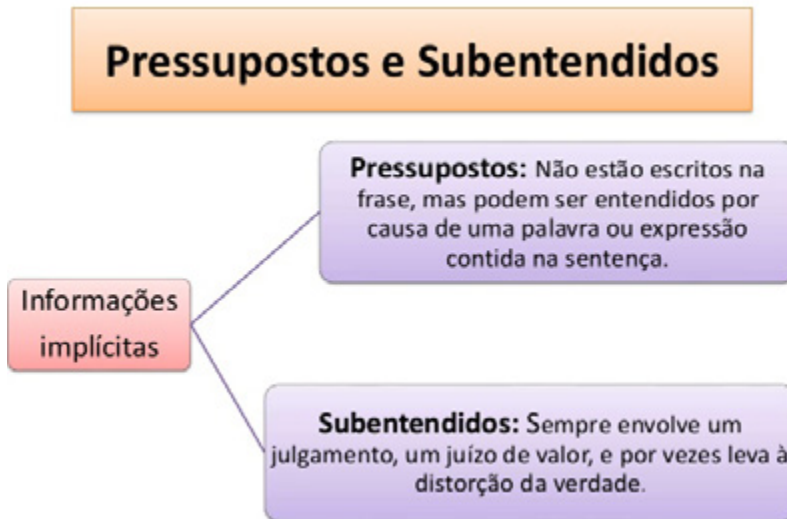 Pressupostos e Subentendidos
Pressupostos: Não estão escritos na
frase, mas podem ser entendidos por
causa de uma palavra ou expressão
contida na sentença.
Informações
implícitas
Subentendidos: Sempre envolve um
julgamento, um juízo de valor, e por vezes leva à
distorção da verdade.